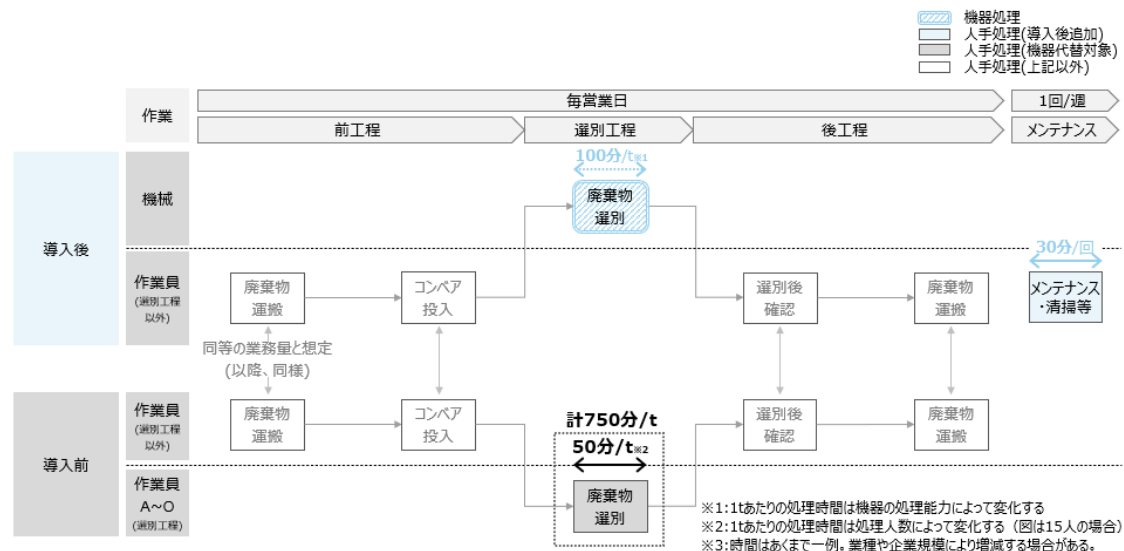 機器処理
人手処理(導入後追加)
人手処理(機器代替対象)
人手処理(上記以外)
作業
毎営業日
1回/週
前工程
選別工程
後工程
メンテナンス
導入後
機械
100分/t※1
廃棄物
選別
作業員
(選別工程
以外)
廃棄物
運搬
コンベア
投入
選別後
確認
廃棄物
運搬
30分/回
メンテナンス
・清掃等
同等の業務量と想定
(以降、同様)
導入前
作業員
(選別工程
以外)
廃棄物
運搬
コンベア
投入
計750分/t
50分/t※2
選別後
確認
廃棄物
運搬
作業員
A~O
(選別工程)
廃棄物
選別
※1:1tあたりの処理時間は機器の処理能力によって変化する
※2:1tあたりの処理時間は処理人数によって変化する（図は15人の場合）
※3:時間はあくまで一例。業種や企業規模により増減する場合がある。